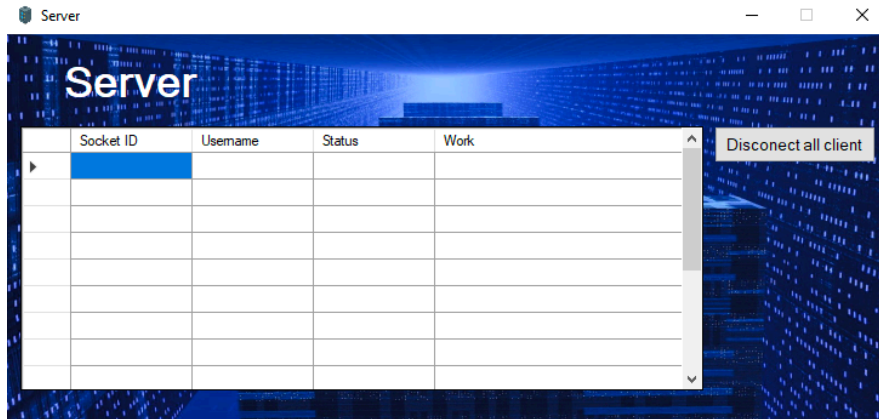 Server
Server
Socket ID Username Status Work
Disconect all client